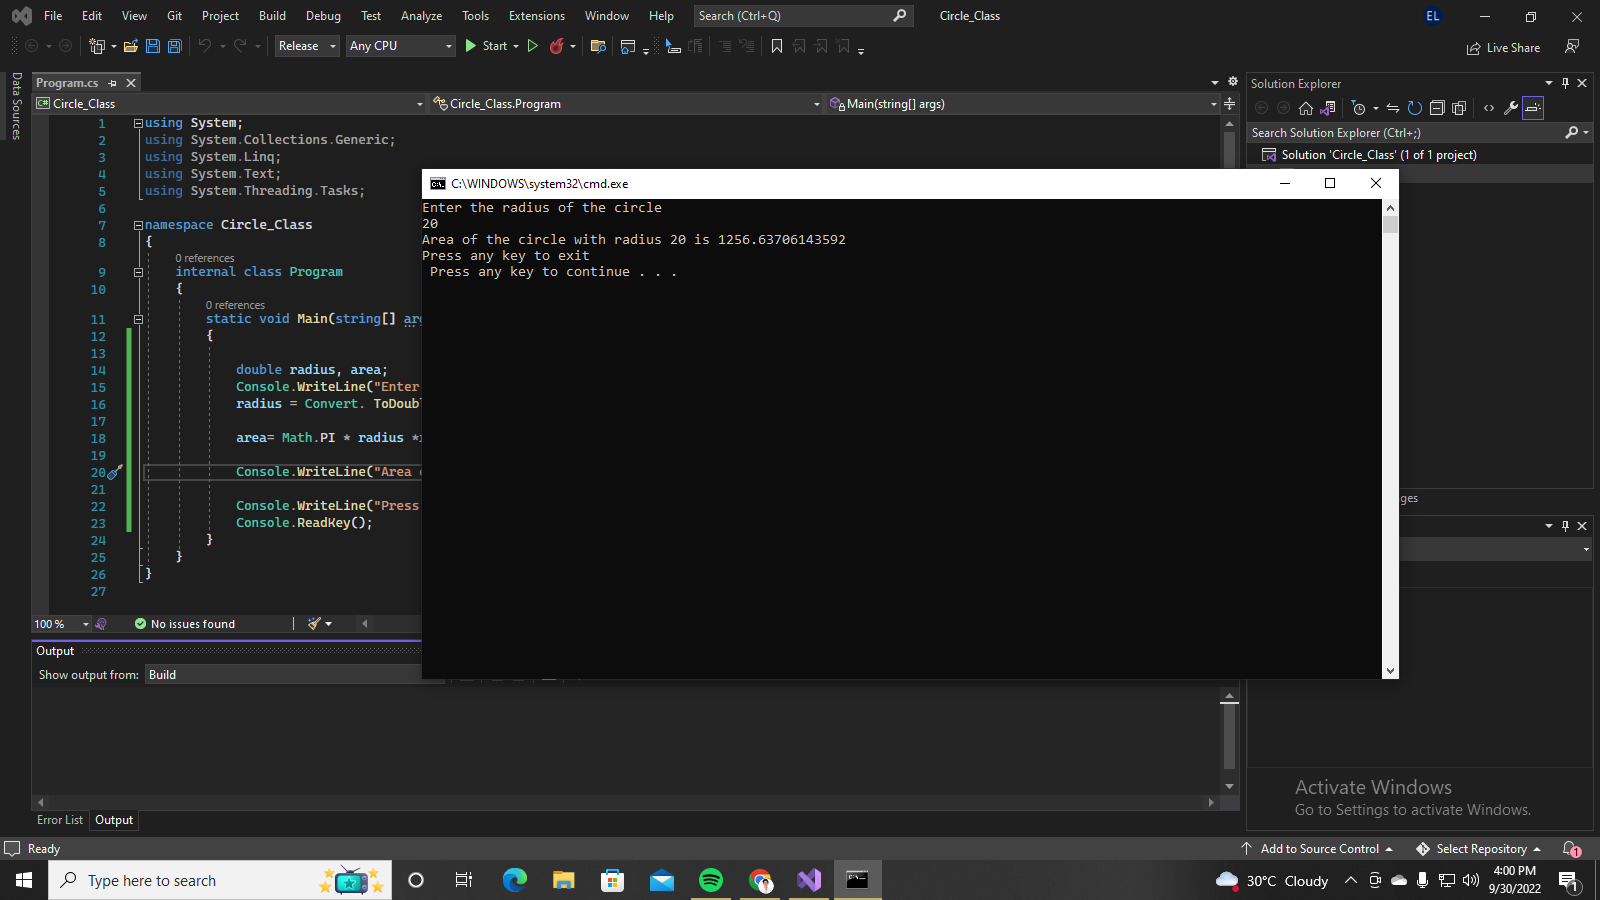 File Edit View Git Project Build Debug Test Analyze Tools Extensions Window Help Search (Ctrl+Q) Circle_Class EL
Release Any CPU Start Live Share
Data Sources
Program.cs
Circle_Class Circle_Class.Program Main(string[] args)
1 using System;
2 using System.Collections.Generic;
3 using System.Linq;
4 using System.Text;
5 using System.Threading.Tasks;
6
7 namespace Circle_Class
8 {
0 references
9 internal class Program
10 {
0 references
11 static void Main(string[]
12 {
13
14 double radius, area;
15 Console.WriteLine("Enter
16 radius = Convert.
17
18 area= Math.PI * radius *
19
20 Console.WriteLine("Area
21
22 Console.WriteLine("Press
23 Console.ReadKey();
24 }
25 }
26 }
27
100 % No issues found
Output
Show output from: Build
Error List Output
C:\WINDOWS\system32\cmd.exe
Enter the radius of the circle
20
Area of the circle with radius 20 is 1256.63706143592
Press any key to exit
Press any key to continue . . .
Solution Explorer
Search Solution Explorer (Ctrl+;)
Solution 'Circle_Class' (1 of 1 project)
Activate Windows
Go to Settings to activate Windows.
Ready Add to Source Control Select Repository 1
Type here to search 30°C Cloudy 4:00 PM
9/30/2022 1